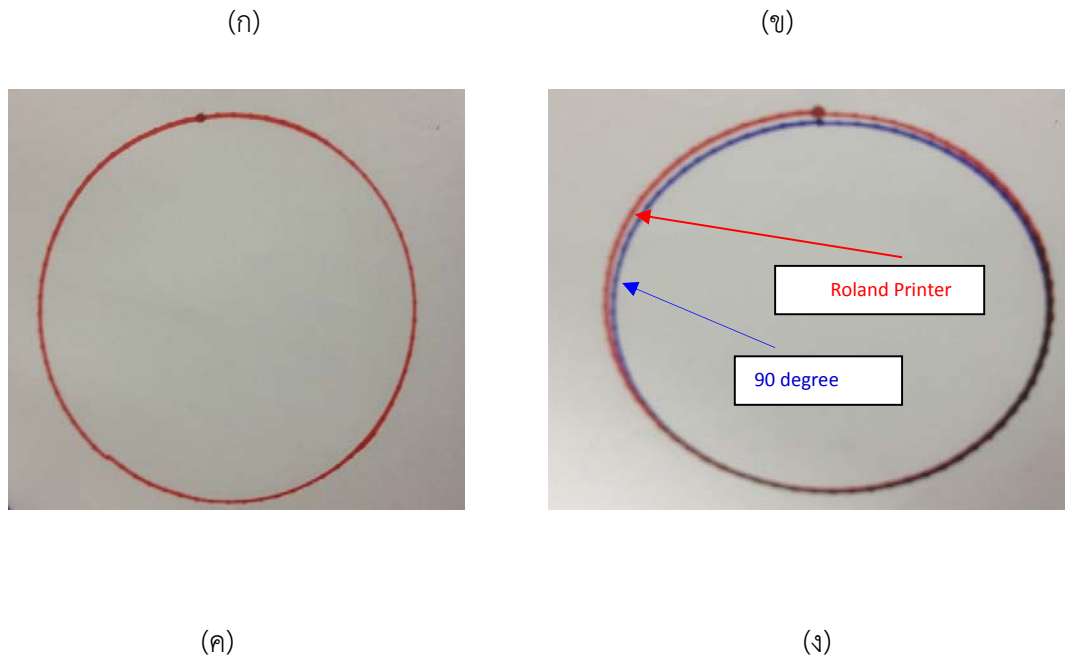 (ก) (ข)
Roland Printer
90 degree
(ค) (ง)